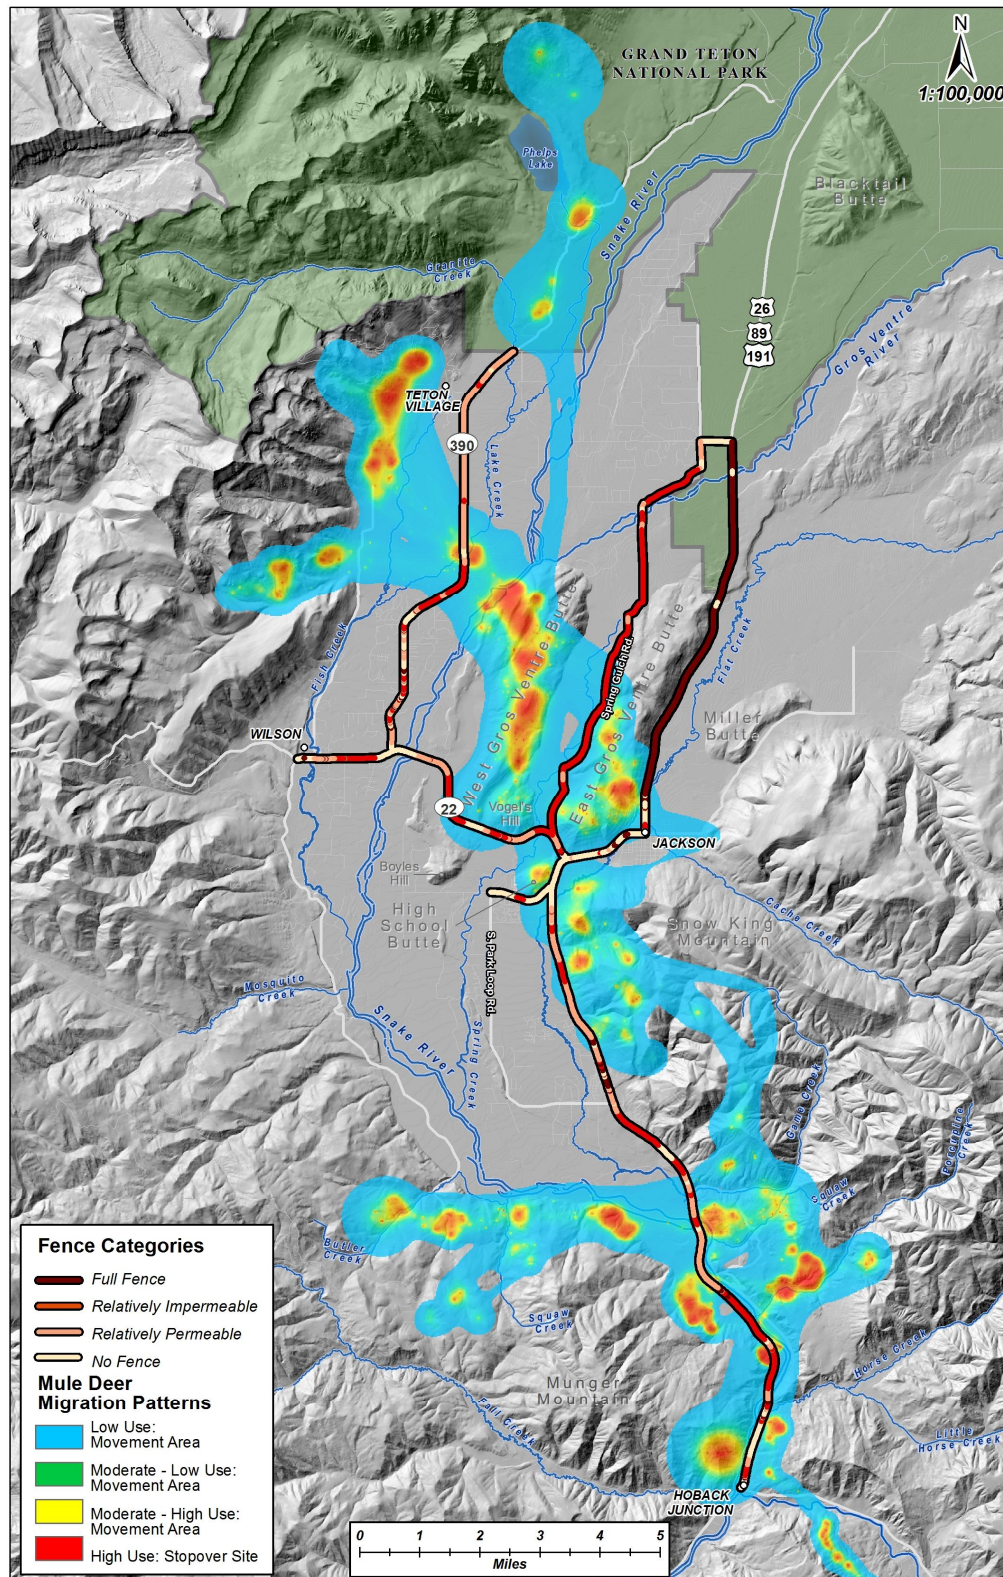 GRAND TETON
NATIONAL PARK
N
1:100,000
Phelps
Lake
Snake River
Blacktail
Butte
Granite
Creek
26
89
191
Gros Ventre
River
TETON
VILLAGE
390
Lake Creek
Fish Creek
West Gros Ventre Butte
Spring Gulch Rd.
East Gros Ventre Butte
Flat Creek
Miller
Butte
WILSON
22
Vogel's
Hill
JACKSON
Boyles
Hill
High
School
Butte
Snow King
Mountain
Cache Creek
S. Park Loop Rd.
Mosquito
Creek
Snake River
Spring Creek
Game Creek
Porcupine
Creek
Squaw
Creek
Butler
Creek
Squaw
Creek
Horse Creek
Munger
Mountain
Fall Creek
Little
Horse Creek
HOBACK
JUNCTION
Fence Categories
Full Fence
Relatively Impermeable
Relatively Permeable
No Fence
Mule Deer
Migration Patterns
Low Use:
Movement Area
Moderate - Low Use:
Movement Area
Moderate - High Use:
Movement Area
High Use: Stopover Site
0 1 2 3 4 5
Miles